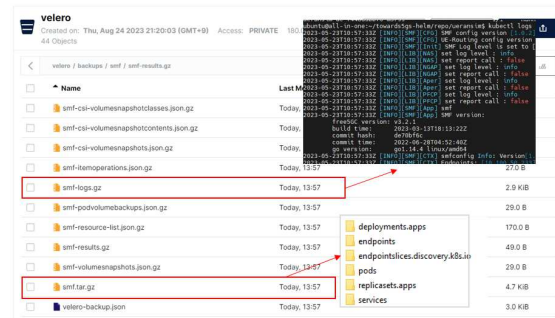 velero
Created on: Thu, Aug 24 2023 21:20:03 (GMT+9) Access: PRIVATE
44 Objects
velero / backups / smf / smf-results.gz
Name
smf-csi-volumesnapshotclasses.json.gz
Today,
smf-csi-volumesnapshotcontents.json.gz
Today,
smf-csi-volumesnapshots.json.gz
Today,
smf-itemoperations.json.gz
Today, 13:57
27.0 B
smf-logs.gz
Today, 13:57
2.9 KiB
smf-podvolumebackups.json.gz
Today, 13:57
29.0 B
smf-resource-list.json.gz
Today, 13:57
170.0 B
smf-results.gz
Today, 13:57
49.0 B
smf-volumesnapshots.json.gz
Today, 13:57
29.0 B
smf.tar.gz
Today, 13:57
4.7 KiB
velero-backup.json
Today, 13:57
3.0 KiB
ubuntu@all-in-one:~/towards5gs-helm/repo/ueransim$ kubectl logs
2023-05-23T10:57:33Z [INFO][SMF][CFG] SMF config version [1.0.2]
2023-05-23T10:57:33Z [INFO][SMF][CFG] UE-Routing config version
2023-05-23T10:57:33Z [INFO][SMF][Init] SMF Log level is set to [
2023-05-23T10:57:33Z [INFO][LIB][NAS] set log level : info
2023-05-23T10:57:33Z [INFO][LIB][NAS] set report call : false
2023-05-23T10:57:33Z [INFO][LIB][NGAP] set log level : info
2023-05-23T10:57:33Z [INFO][LIB][NGAP] set report call : false
2023-05-23T10:57:33Z [INFO][LIB][Aper] set log level : info
2023-05-23T10:57:33Z [INFO][LIB][Aper] set report call : false
2023-05-23T10:57:33Z [INFO][LIB][PFCP] set log level : info
2023-05-23T10:57:33Z [INFO][LIB][PFCP] set report call : false
2023-05-23T10:57:33Z [INFO][SMF][App] smf
2023-05-23T10:57:33Z [INFO][SMF][App] SMF version:
free5GC version: v3.2.1
build time: 2023-03-13T18:13:22Z
commit hash: de70bf6c
commit time: 2022-06-28T04:52:40Z
go version: go1.14.4 linux/amd64
2023-05-23T10:57:33Z [INFO][SMF][CTX] smfconfig Info: Version[1.
2023-05-23T10:57:33Z [INFO][SMF][CTX] Endpoints:
deployments.apps
endpoints
endpointslices.discovery.k8s.io
pods
replicasets.apps
services